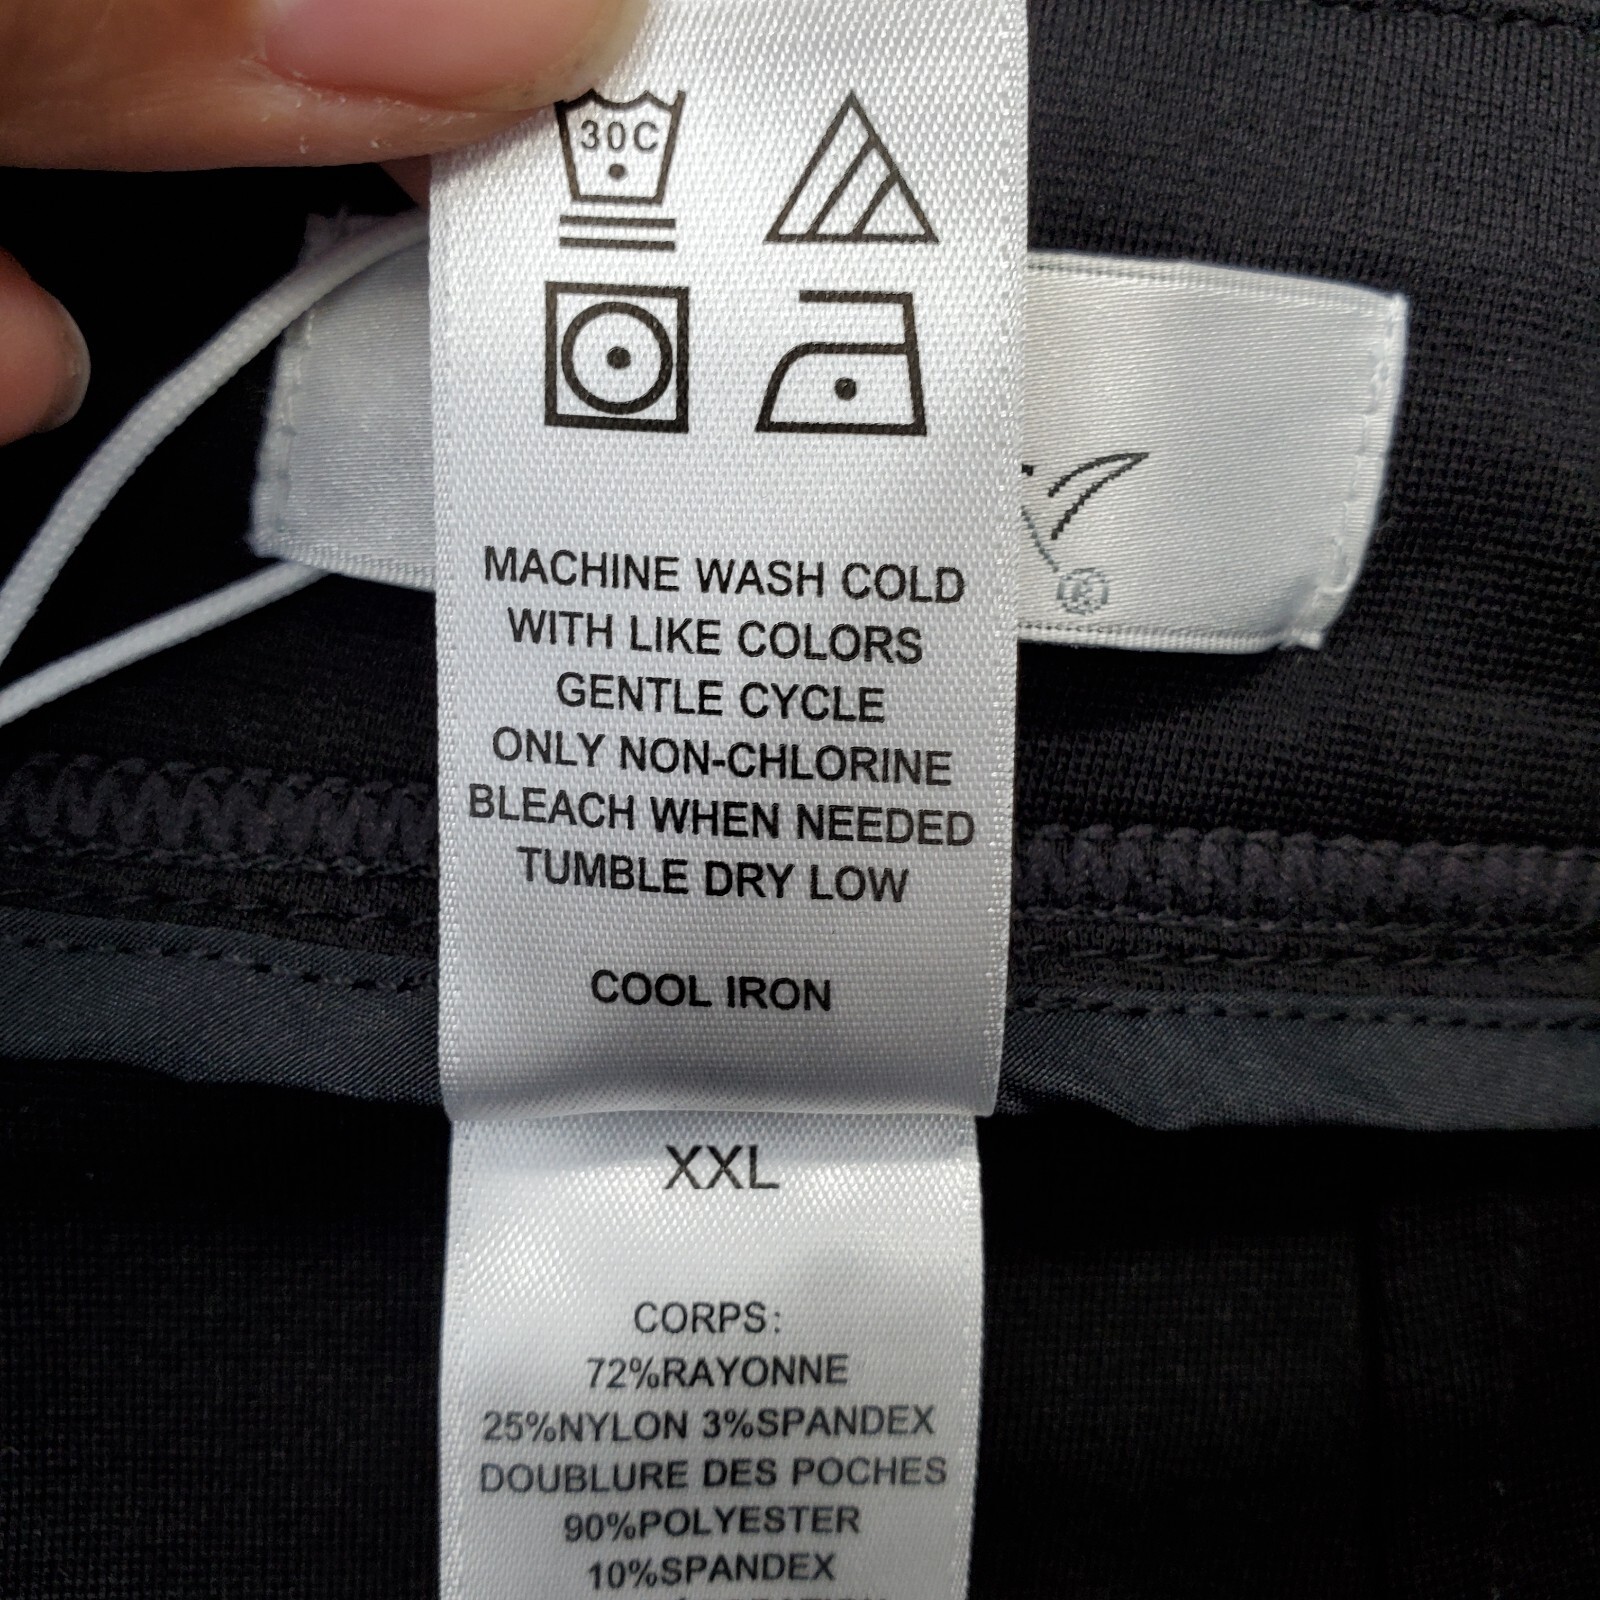 30C
MACHINE WASH COLD
WITH LIKE COLORS
GENTLE CYCLE
ONLY NON-CHLORINE
BLEACH WHEN NEEDED
TUMBLE DRY LOW
COOL IRON
®
XXL
CORPS:
72%RAYONNE
25%NYLON 3%SPANDEX
DOUBLURE DES POCHES
90%POLYESTER
10%SPANDEX